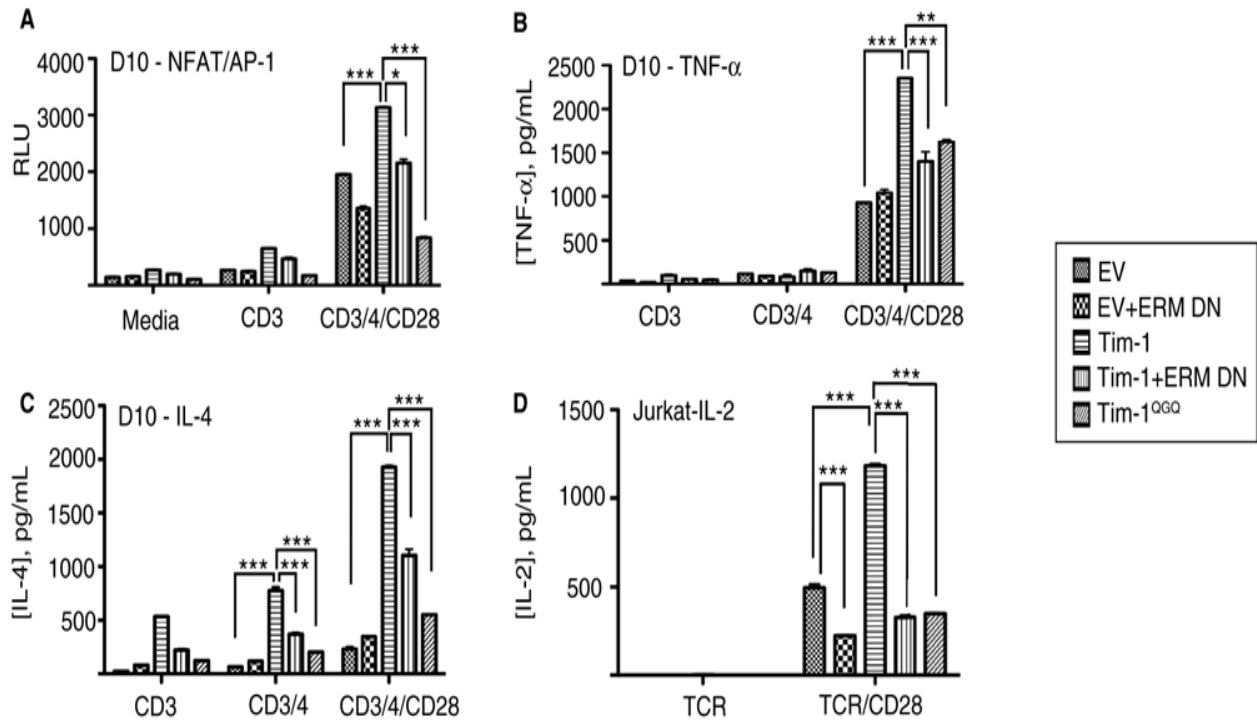 A
D10 - NFAT/AP-1
RLU
4000
3000
2000
1000
***
***
*
Media
CD3
CD3/4/CD28
B
D10 - TNF-α
[TNF-α], pg/mL
2500
2000
1500
1000
500
**
***
***
CD3
CD3/4
CD3/4/CD28
EV
EV+ERM DN
Tim-1
Tim-1+ERM DN
Tim-1QGQ
C
D10 - IL-4
[IL-4], pg/mL
2500
2000
1500
1000
500
***
***
***
***
***
***
CD3
CD3/4
CD3/4/CD28
D
Jurkat-IL-2
[IL-2], pg/mL
1500
1000
500
***
***
***
***
TCR
TCR/CD28